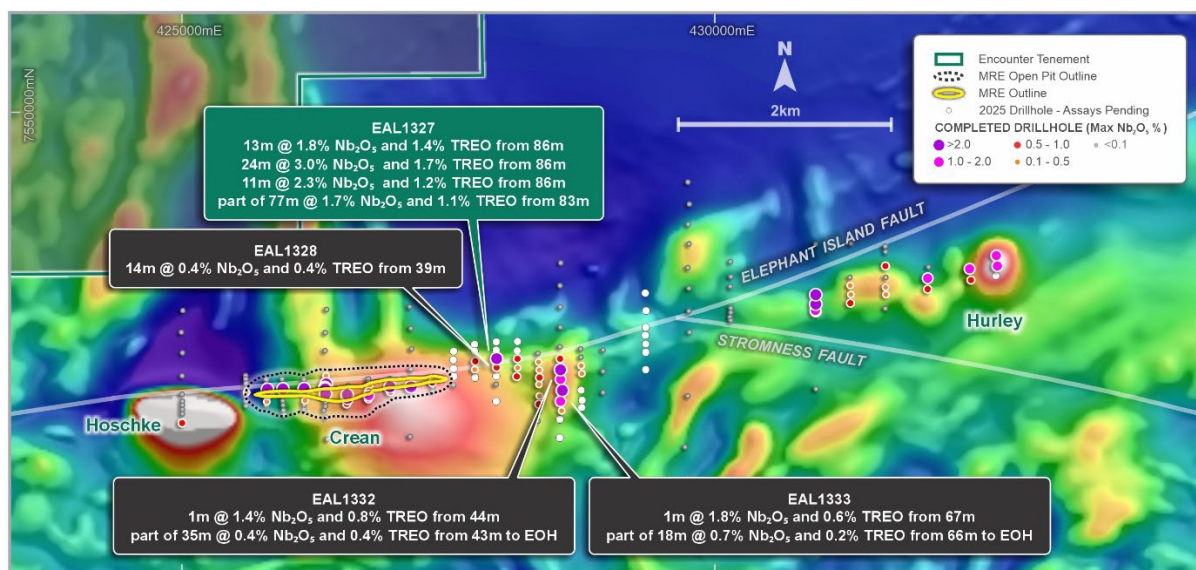 425000mE
430000mE
7550000mN
N
2km
Encounter Tenement
MRE Open Pit Outline
MRE Outline
2025 Drillhole - Assays Pending
COMPLETED DRILLHOLE (Max Nb₂O₅ %)
>2.0
0.5 - 1.0
<0.1
1.0 - 2.0
0.1 - 0.5
EAL1327
13m @ 1.8% Nb₂O₅ and 1.4% TREO from 86m
24m @ 3.0% Nb₂O₅ and 1.7% TREO from 86m
11m @ 2.3% Nb₂O₅ and 1.2% TREO from 86m
part of 77m @ 1.7% Nb₂O₅ and 1.1% TREO from 83m
EAL1328
14m @ 0.4% Nb₂O₅ and 0.4% TREO from 39m
ELEPHANT ISLAND FAULT
STROMNESS FAULT
Hurley
Hoschke
Crean
EAL1332
1m @ 1.4% Nb₂O₅ and 0.8% TREO from 44m
part of 35m @ 0.4% Nb₂O₅ and 0.4% TREO from 43m to EOH
EAL1333
1m @ 1.8% Nb₂O₅ and 0.6% TREO from 67m
part of 18m @ 0.7% Nb₂O₅ and 0.2% TREO from 66m to EOH